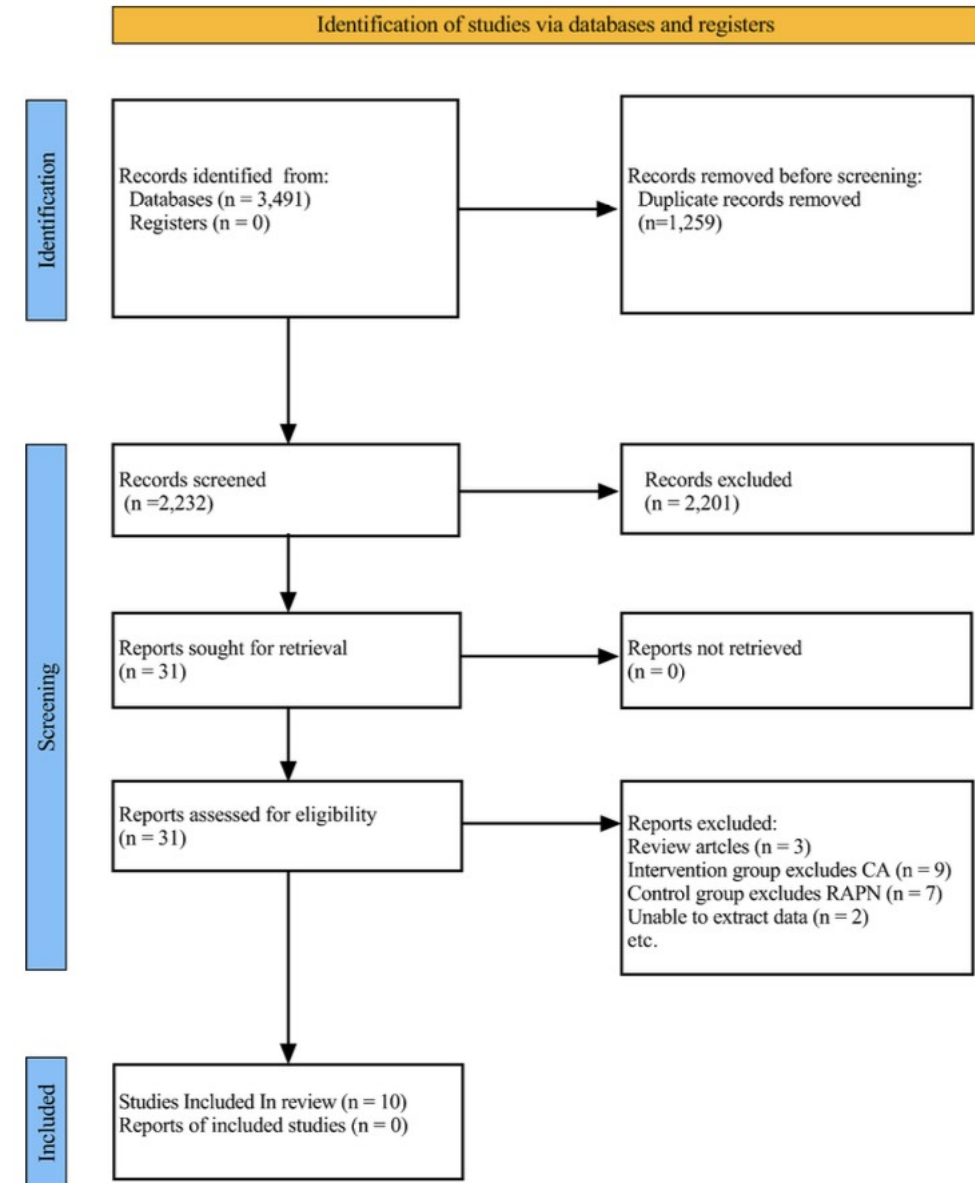 Identification of studies via databases and registers
Identification
Records identified from:
Databases (n = 3,491)
Registers (n = 0)
Records removed before screening:
Duplicate records removed
(n=1,259)
Screening
Records screened
(n =2,232)
Records excluded
(n = 2,201)
Reports sought for retrieval
(n = 31)
Reports not retrieved
(n = 0)
Reports assessed for eligibility
(n = 31)
Reports excluded:
Review artcles (n = 3)
Intervention group excludes CA (n = 9)
Control group excludes RAPN (n = 7)
Unable to extract data (n = 2)
etc.
Included
Studies Included In review (n = 10)
Reports of included studies (n = 0)